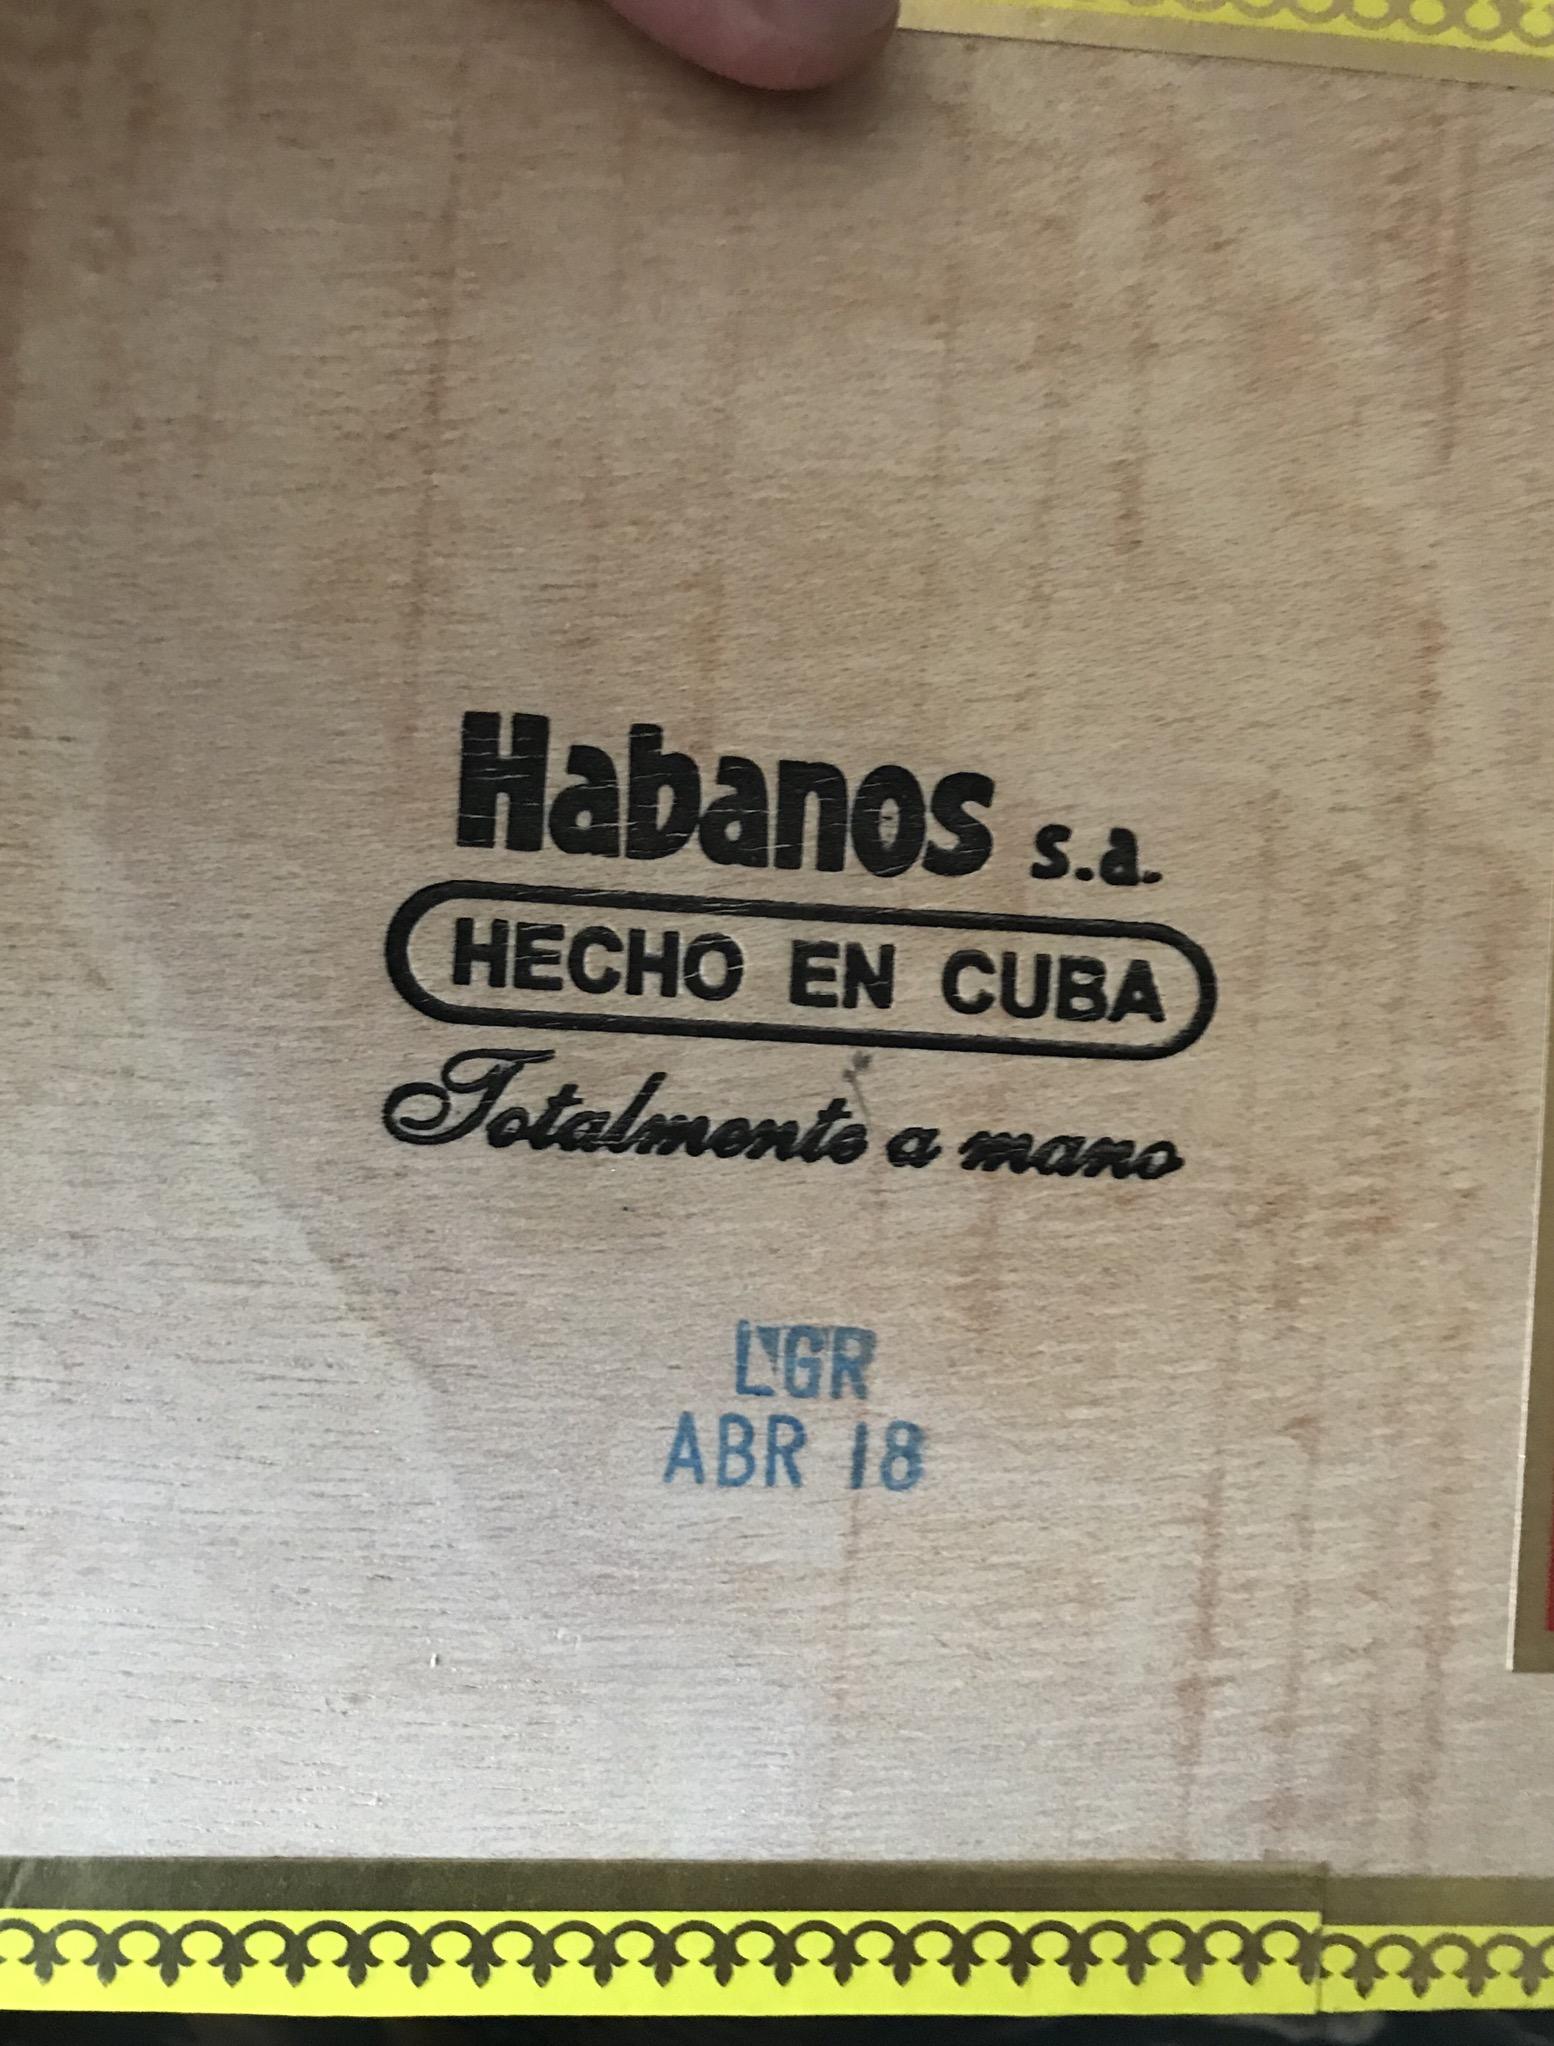 Habanos s.a.
HECHO EN CUBA
Totalmente a mano
LGR
ABR 18